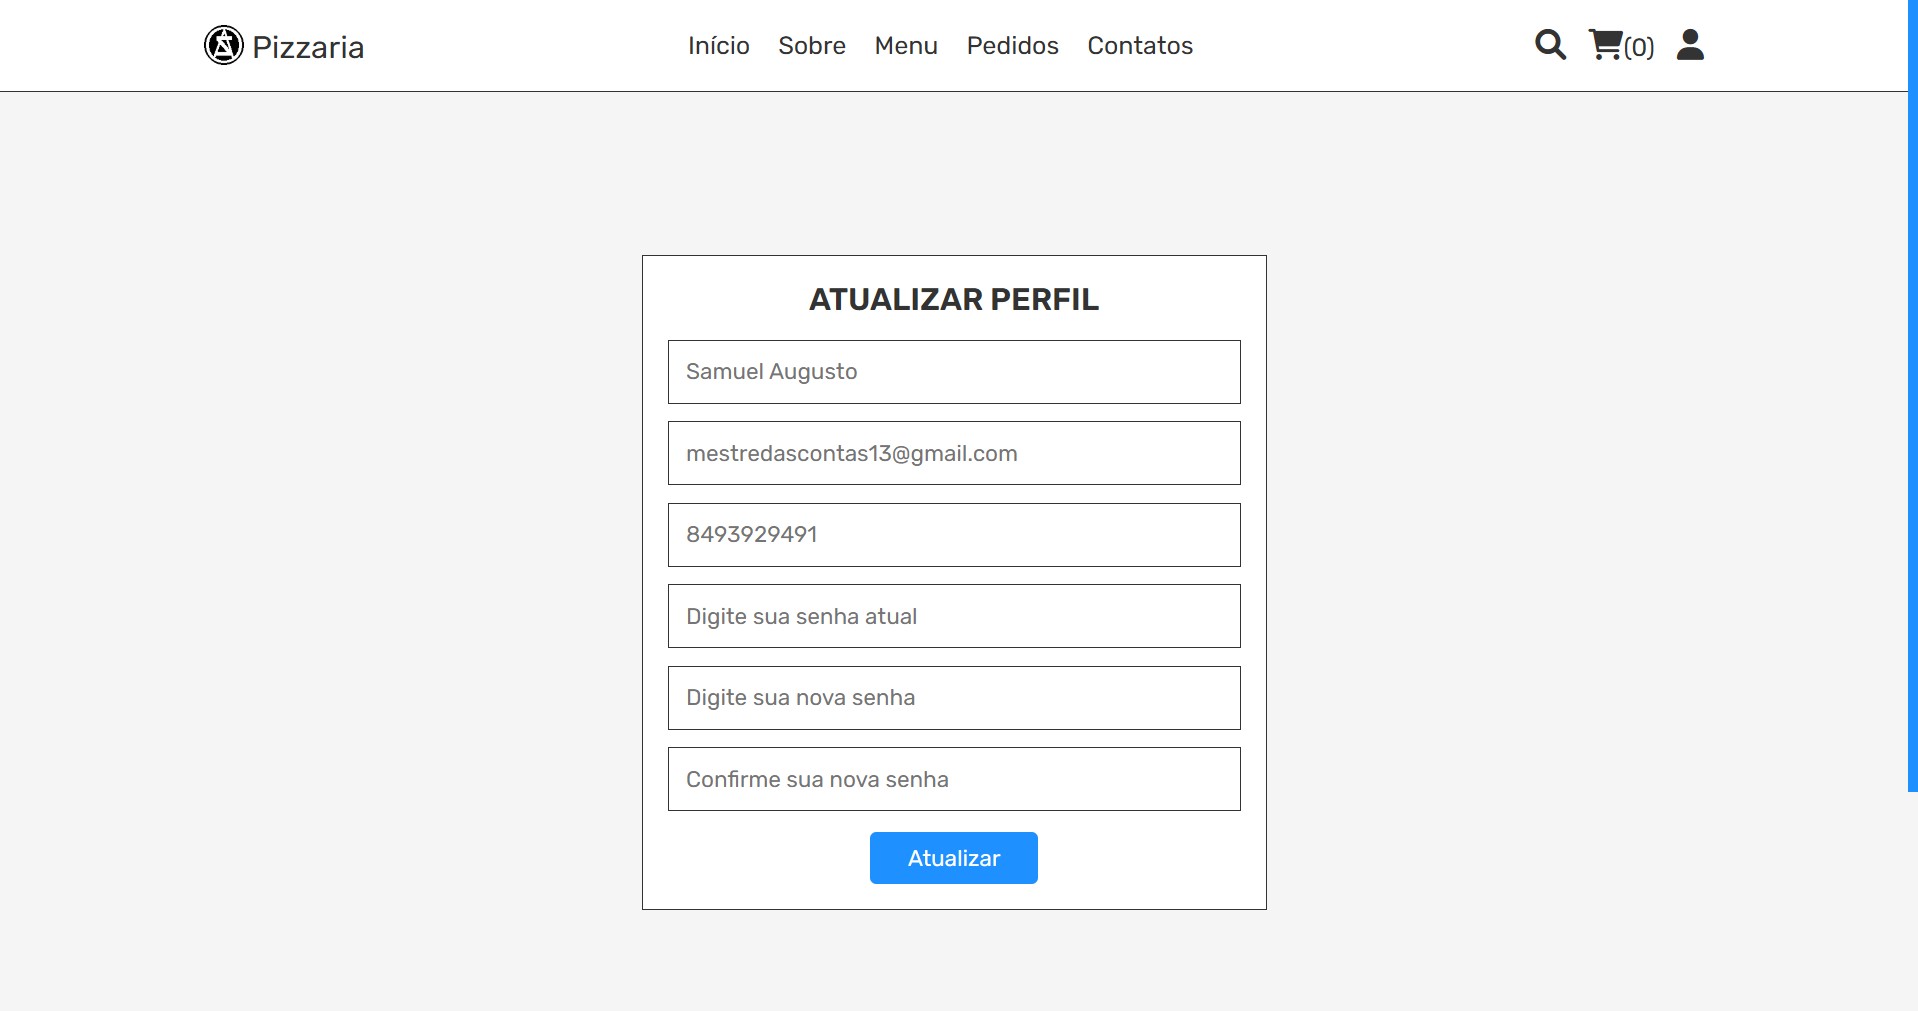 Pizzaria
Início Sobre Menu Pedidos Contatos
(0)
ATUALIZAR PERFIL
Samuel Augusto
mestredascontas13@gmail.com
8493929491
Digite sua senha atual
Digite sua nova senha
Confirme sua nova senha
Atualizar